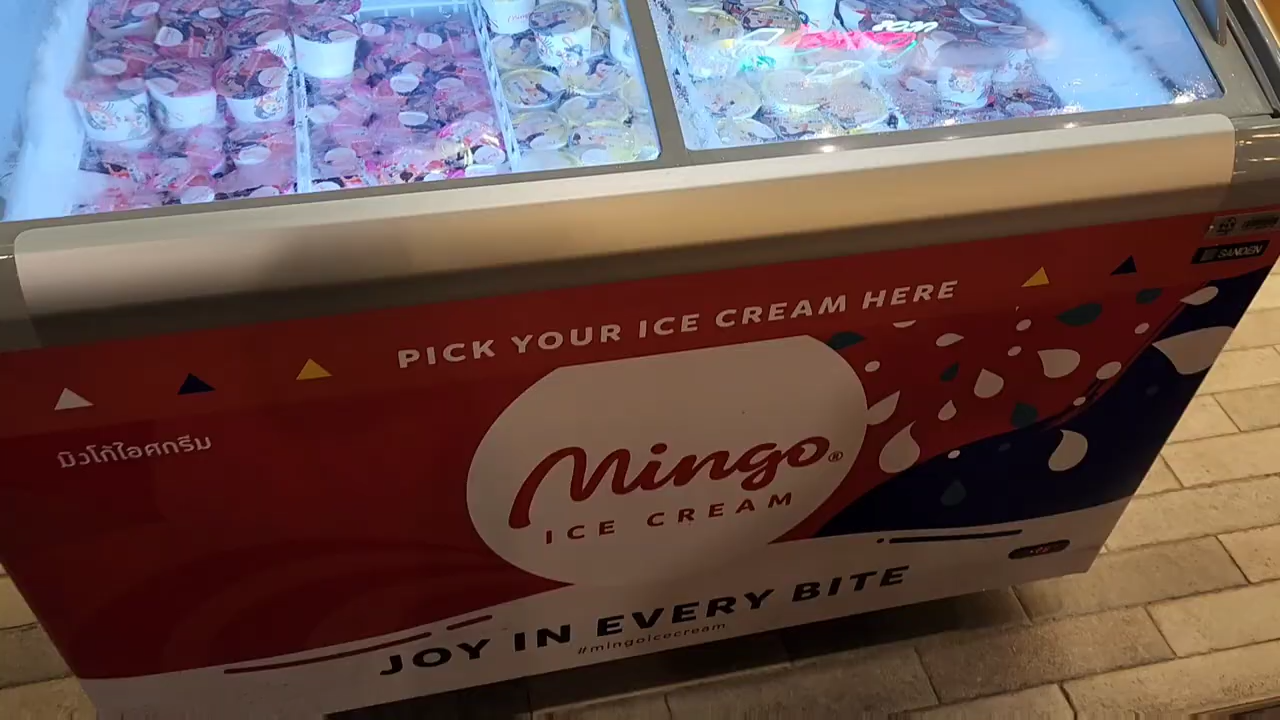 SANDEN
PICK YOUR ICE CREAM HERE
มิงโก้ไอศกรีม
Mingo®
ICE CREAM
JOY IN EVERY BITE
#mingoicecream